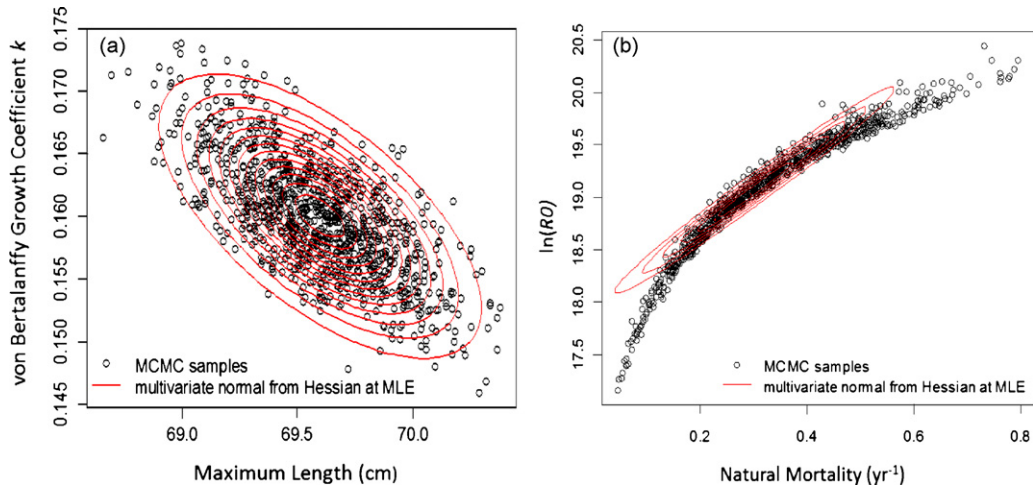 (a)
von Bertalanffy Growth Coefficient k
0.175
0.170
0.165
0.160
0.155
0.150
0.145
MCMC samples
multivariate normal from Hessian at MLE
69.0
69.5
70.0
Maximum Length (cm)
(b)
ln(R0)
20.5
20.0
19.5
19.0
18.5
18.0
17.5
MCMC samples
multivariate normal from Hessian at MLE
0.2
0.4
0.6
0.8
Natural Mortality (yr⁻¹)